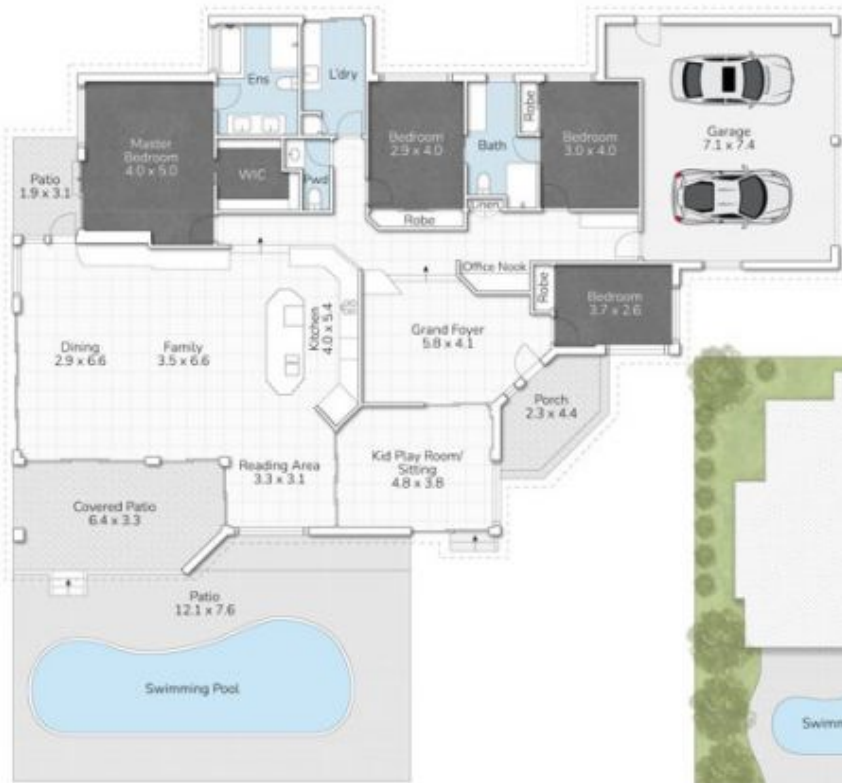 Ens
L'dry
Master
Bedroom
4.0 x 5.0
WIC
Pwd
Bedroom
2.9 x 4.0
Robe
Bath
Linen
Robe
Bedroom
3.0 x 4.0
Garage
7.1 x 7.4
Patio
1.9 x 3.1
Office Nook
Robe
Bedroom
3.7 x 2.6
Dining
2.9 x 6.6
Family
3.5 x 6.6
Kitchen
4.0 x 5.4
Grand Foyer
5.8 x 4.1
Porch
2.3 x 4.4
Reading Area
3.3 x 3.1
Kid Play Room/
Sitting
4.8 x 3.8
Covered Patio
6.4 x 3.3
Patio
12.1 x 7.6
Swimming Pool
Swimm